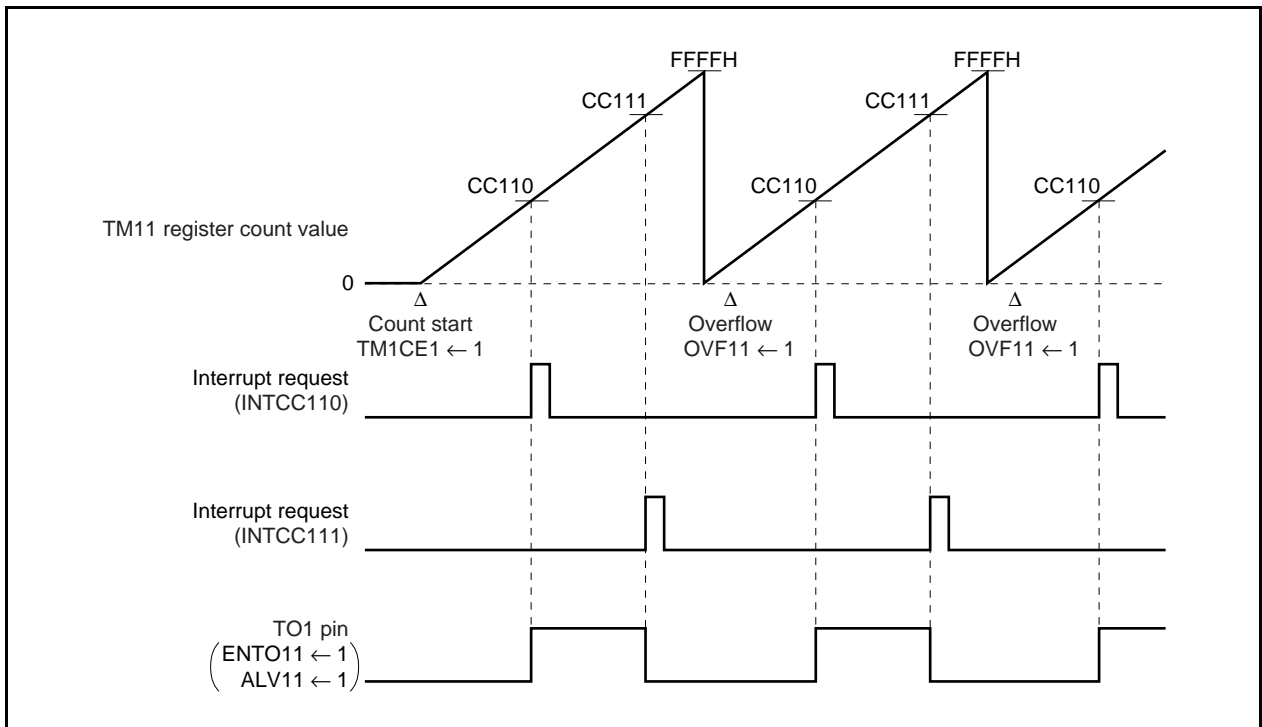 FFFFH
FFFFH
CC111
CC111
CC110
CC110
CC110
TM11 register count value
0
Δ
Δ
Δ
Count start
TM1CE1 ← 1
Overflow
OVF11 ← 1
Overflow
OVF11 ← 1
Interrupt request
(INTCC110)
Interrupt request
(INTCC111)
TO1 pin
(ENTO11 ← 1
ALV11 ← 1)